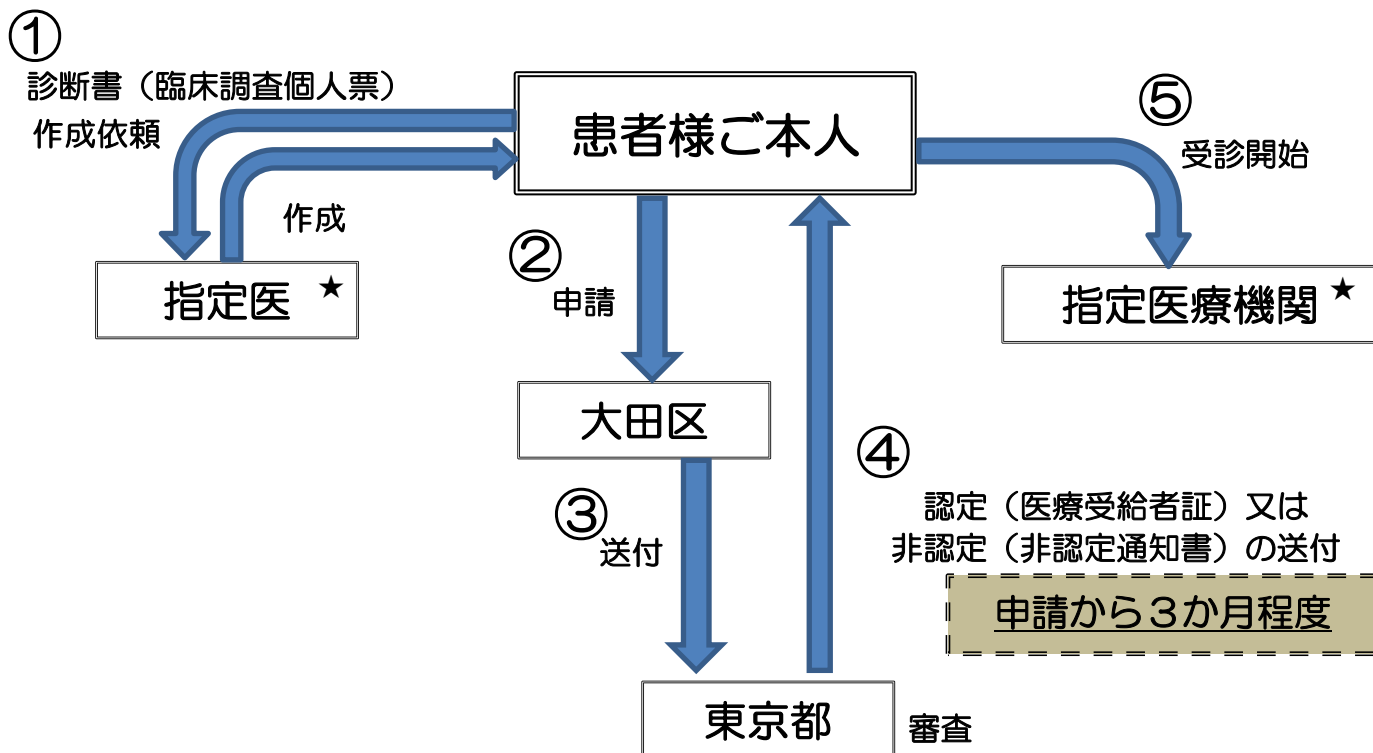 ①
診断書（臨床調査個人票）
作成依頼
患者様ご本人
⑤
受診開始
作成
②
申請
指定医 ★
指定医療機関 ★
大田区
④
③
送付
認定（医療受給者証）又は
非認定（非認定通知書）の送付
申請から３か月程度
東京都
審査